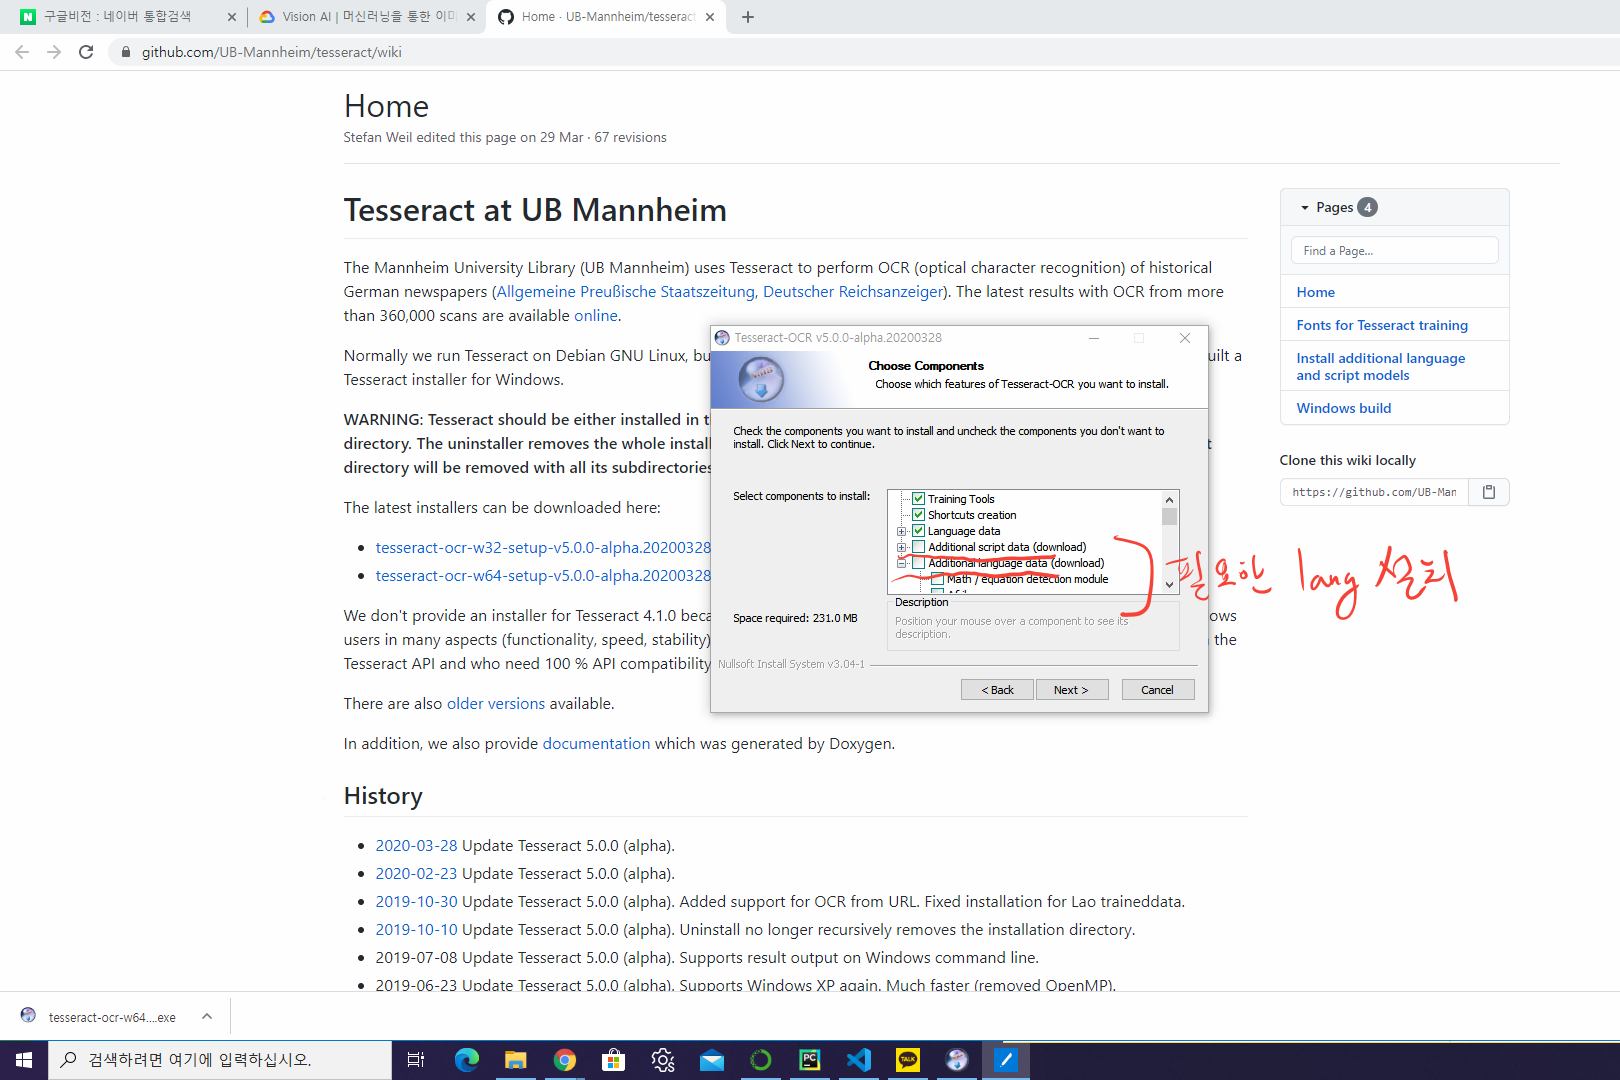 구글비전 : 네이버 통합검색
Vision AI | 머신러닝을 통한 이미
Home · UB-Mannheim/tesseract
github.com/UB-Mannheim/tesseract/wiki
Home
Stefan Weil edited this page on 29 Mar · 67 revisions
Tesseract at UB Mannheim
The Mannheim University Library (UB Mannheim) uses Tesseract to perform OCR (optical character recognition) of historical
German newspapers (Allgemeine Preußische Staatszeitung, Deutscher Reichsanzeiger). The latest results with OCR from more
than 360,000 scans are available online.
Normally we run Tesseract on Debian GNU Linux, bu
uilt a
Tesseract installer for Windows.
WARNING: Tesseract should be either installed in t
directory. The uninstaller removes the whole install
t
directory will be removed with all its subdirectories
The latest installers can be downloaded here:
tesseract-ocr-w32-setup-v5.0.0-alpha.20200328
tesseract-ocr-w64-setup-v5.0.0-alpha.20200328
We don't provide an installer for Tesseract 4.1.0 beca
ows
users in many aspects (functionality, speed, stability)
the
Tesseract API and who need 100 % API compatibility
There are also older versions available.
In addition, we also provide documentation which was generated by Doxygen.
History
2020-03-28 Update Tesseract 5.0.0 (alpha).
2020-02-23 Update Tesseract 5.0.0 (alpha).
2019-10-30 Update Tesseract 5.0.0 (alpha). Added support for OCR from URL. Fixed installation for Lao traineddata.
2019-10-10 Update Tesseract 5.0.0 (alpha). Uninstall no longer recursively removes the installation directory.
2019-07-08 Update Tesseract 5.0.0 (alpha). Supports result output on Windows command line.
2019-06-23 Update Tesseract 5.0.0 (alpha). Supports Windows XP again. Much faster (removed OpenMP).
Pages 4
Find a Page...
Home
Fonts for Tesseract training
Install additional language
and script models
Windows build
Clone this wiki locally
https://github.com/UB-Man
Tesseract-OCR v5.0.0-alpha.20200328
Choose Components
Choose which features of Tesseract-OCR you want to install.
Check the components you want to install and uncheck the components you don't want to
install. Click Next to continue.
Select components to install:
Training Tools
Shortcuts creation
Language data
Additional script data (download)
Additional language data (download)
Math / equation detection module
필요한 lang 설치
Space required: 231.0 MB
Description
Position your mouse over a component to see its
description.
Nullsoft Install System v3.04-1
< Back
Next >
Cancel
tesseract-ocr-w64....exe
검색하려면 여기에 입력하십시오.
PC
TALK